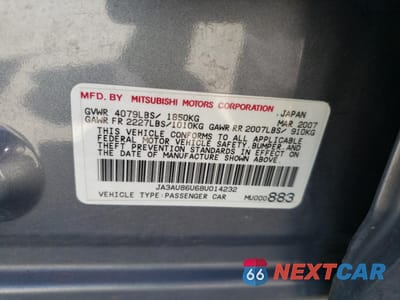 MFD. BY MITSUBISHI MOTORS CORPORATION JAPAN
GVWR 4079LBS/ 1850KG MAR 2007
GAWR FR 2227LBS/1010KG GAWR RR 2007LBS/ 910KG
THIS VEHICLE CONFORMS TO ALL APPLICABLE
FEDERAL MOTOR VEHICLE SAFETY,BUMPER,AND
THEFT PREVENTION STANDARDS IN EFFECT ON
THE DATE OF MANUFACTURE SHOWN ABOVE.
JA3AU86U68U014232
VEHICLE TYPE:PASSENGER CAR MU000883
66 NEXTCAR